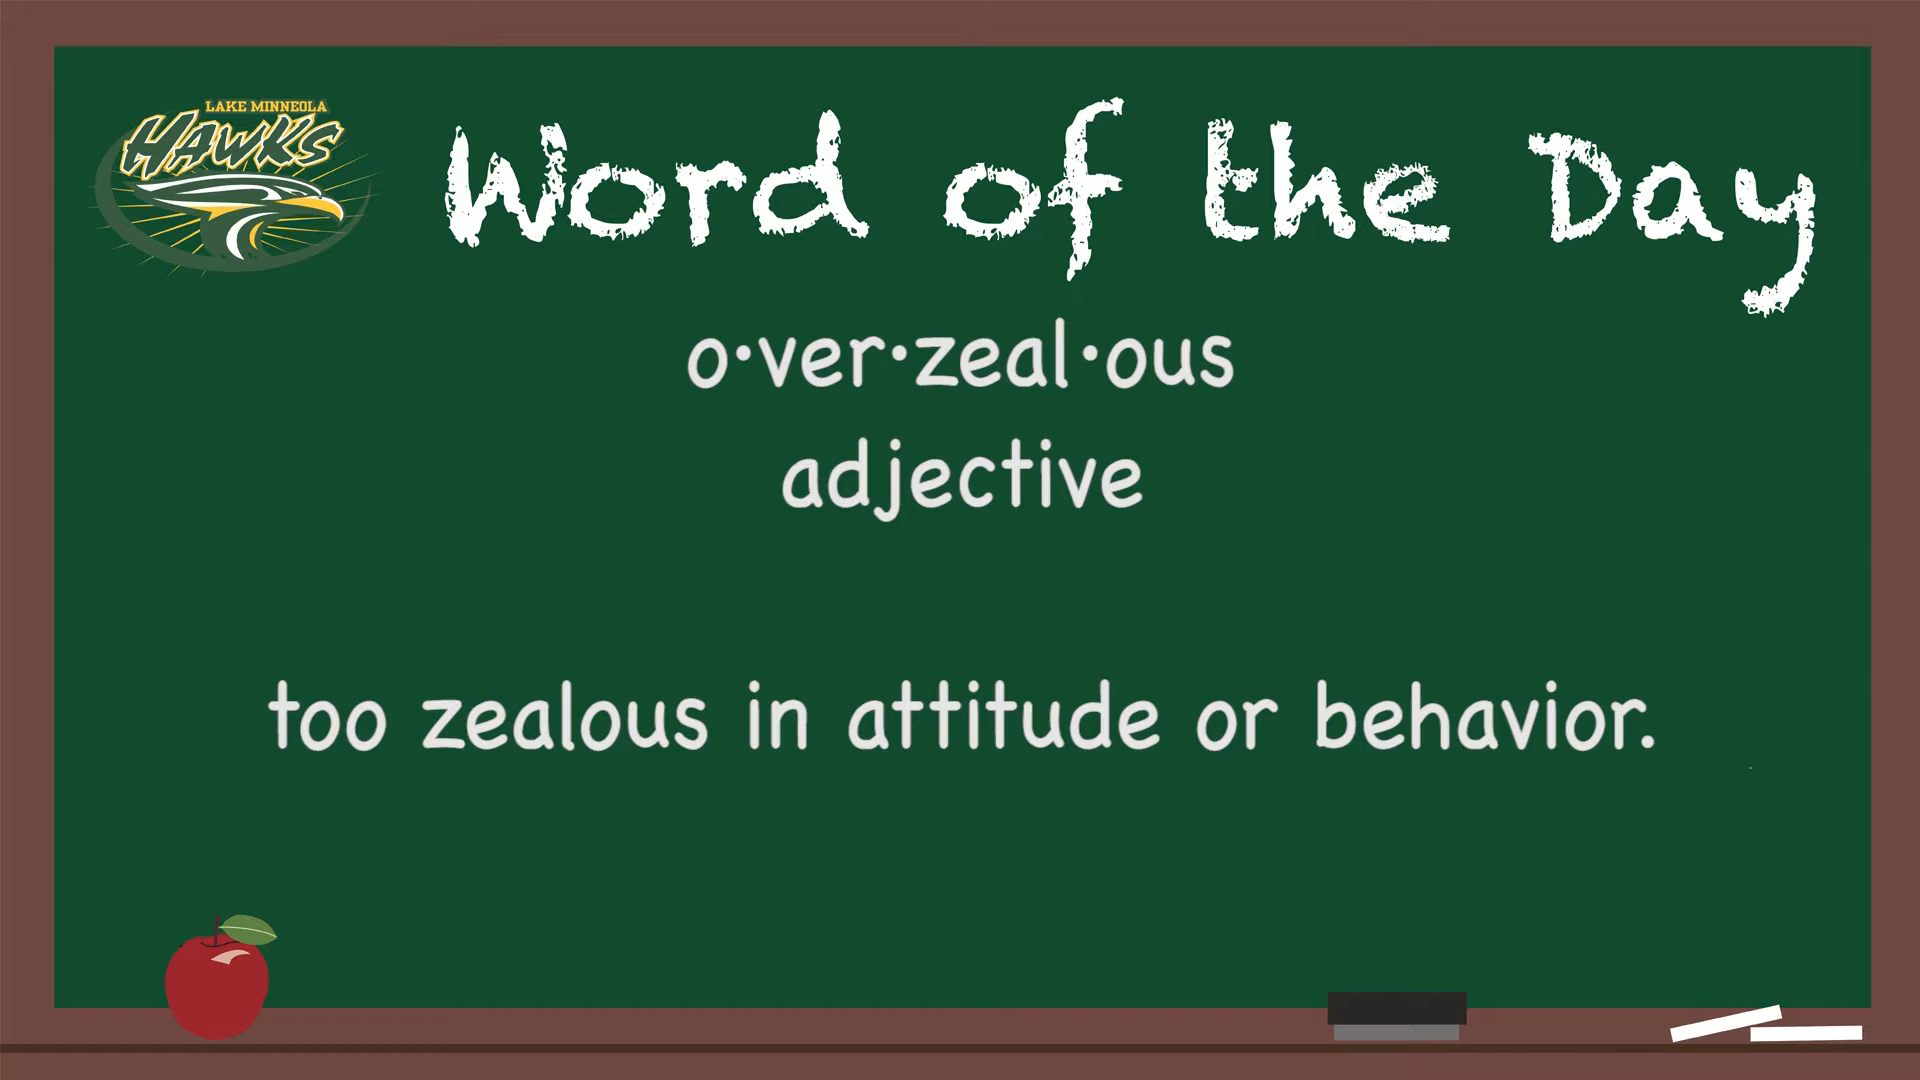 LAKE MINNEOLA
HAWKS
Word of the Day
o·ver·zeal·ous
adjective
too zealous in attitude or behavior.